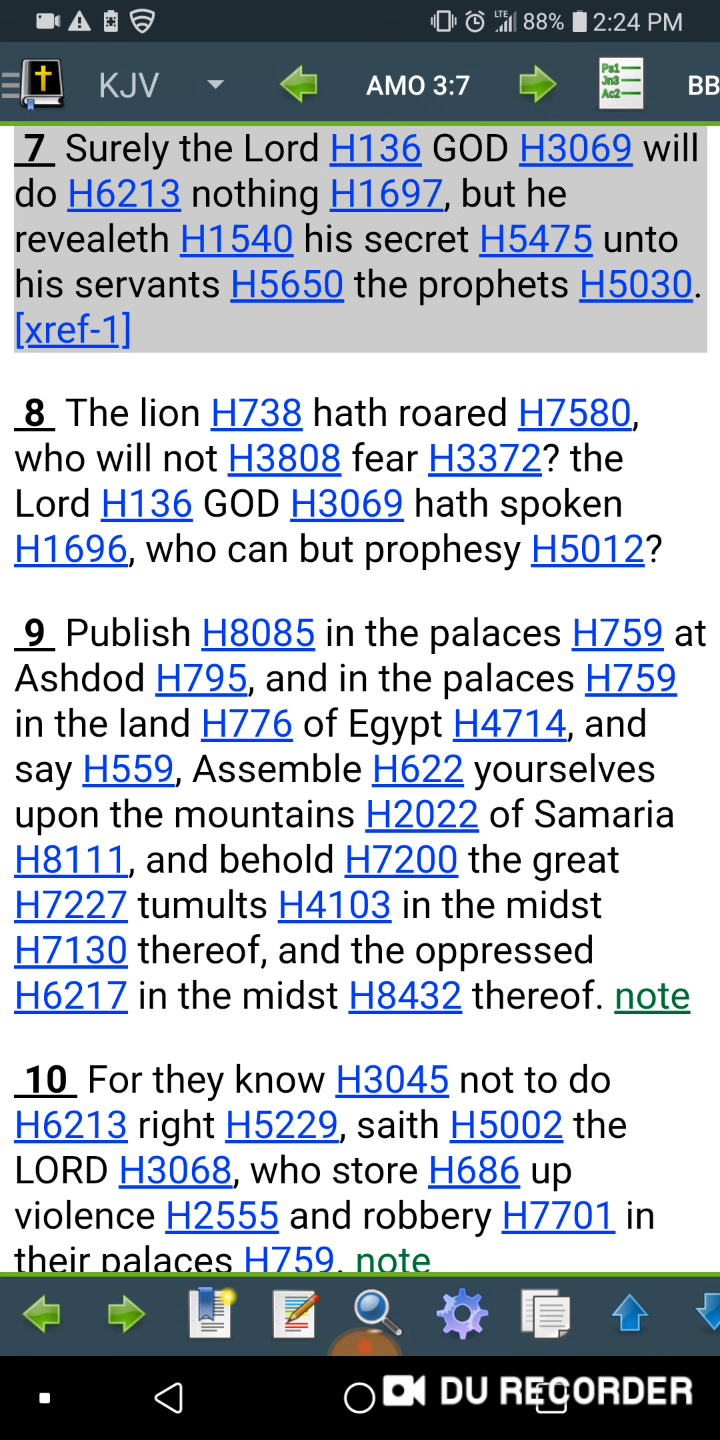 LTE 88% 2:24 PM
KJV AMO 3:7 Ps1 Jn3 Ac2 BB
7 Surely the Lord H136 GOD H3069 will
do H6213 nothing H1697, but he
revealeth H1540 his secret H5475 unto
his servants H5650 the prophets H5030.
[xref-1]
8 The lion H738 hath roared H7580,
who will not H3808 fear H3372? the
Lord H136 GOD H3069 hath spoken
H1696, who can but prophesy H5012?
9 Publish H8085 in the palaces H759 at
Ashdod H795, and in the palaces H759
in the land H776 of Egypt H4714, and
say H559, Assemble H622 yourselves
upon the mountains H2022 of Samaria
H8111, and behold H7200 the great
H7227 tumults H4103 in the midst
H7130 thereof, and the oppressed
H6217 in the midst H8432 thereof. note
10 For they know H3045 not to do
H6213 right H5229, saith H5002 the
LORD H3068, who store H686 up
violence H2555 and robbery H7701 in
their palaces H759. note
DU RECORDER